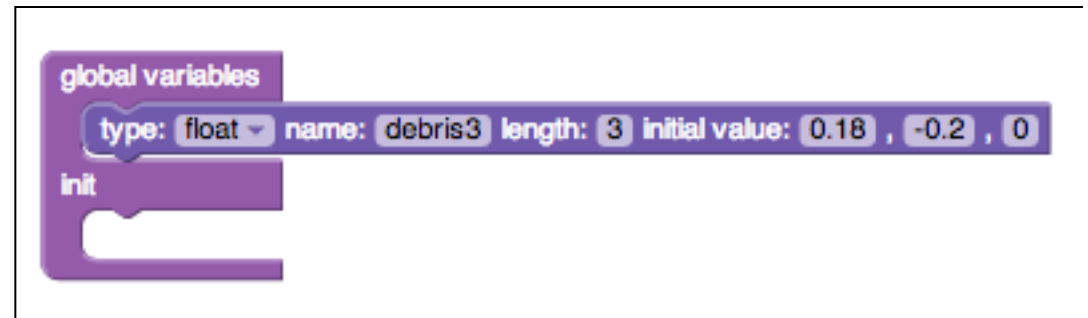 global variables
type: float name: debris3 length: 3 initial value: 0.18 , -0.2 , 0
init